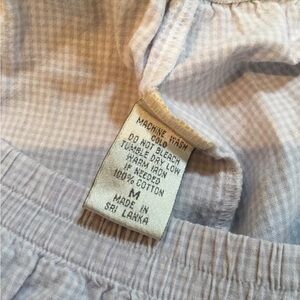 MACHINE WASH
COLD
DO NOT BLEACH
TUMBLE DRY LOW
WARM IRON
IF NEEDED
100% COTTON
M
MADE IN
SRI LANKA